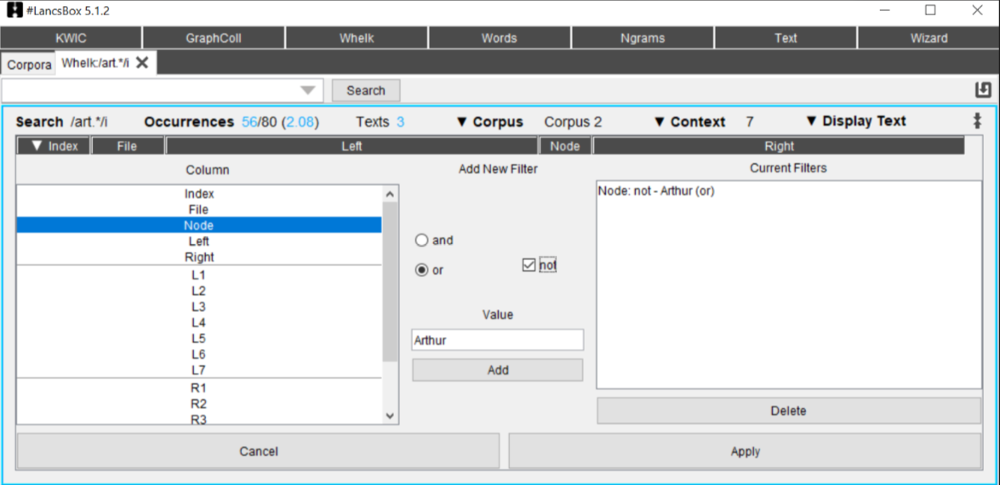 #LancsBox 5.1.2
KWIC GraphColl Whelk Words Ngrams Text Wizard
Corpora Whelk:/art.*/i
Search
Search /art.*/i Occurrences 56/80 (2.08) Texts 3 ▼ Corpus Corpus 2 ▼ Context 7 ▼ Display Text
▼ Index File Left Node Right
Column Add New Filter Current Filters
Index
File
Node
Left
Right
L1
L2
L3
L4
L5
L6
L7
R1
R2
R3
and
or not
Value
Arthur
Add
Node: not - Arthur (or)
Delete
Cancel Apply